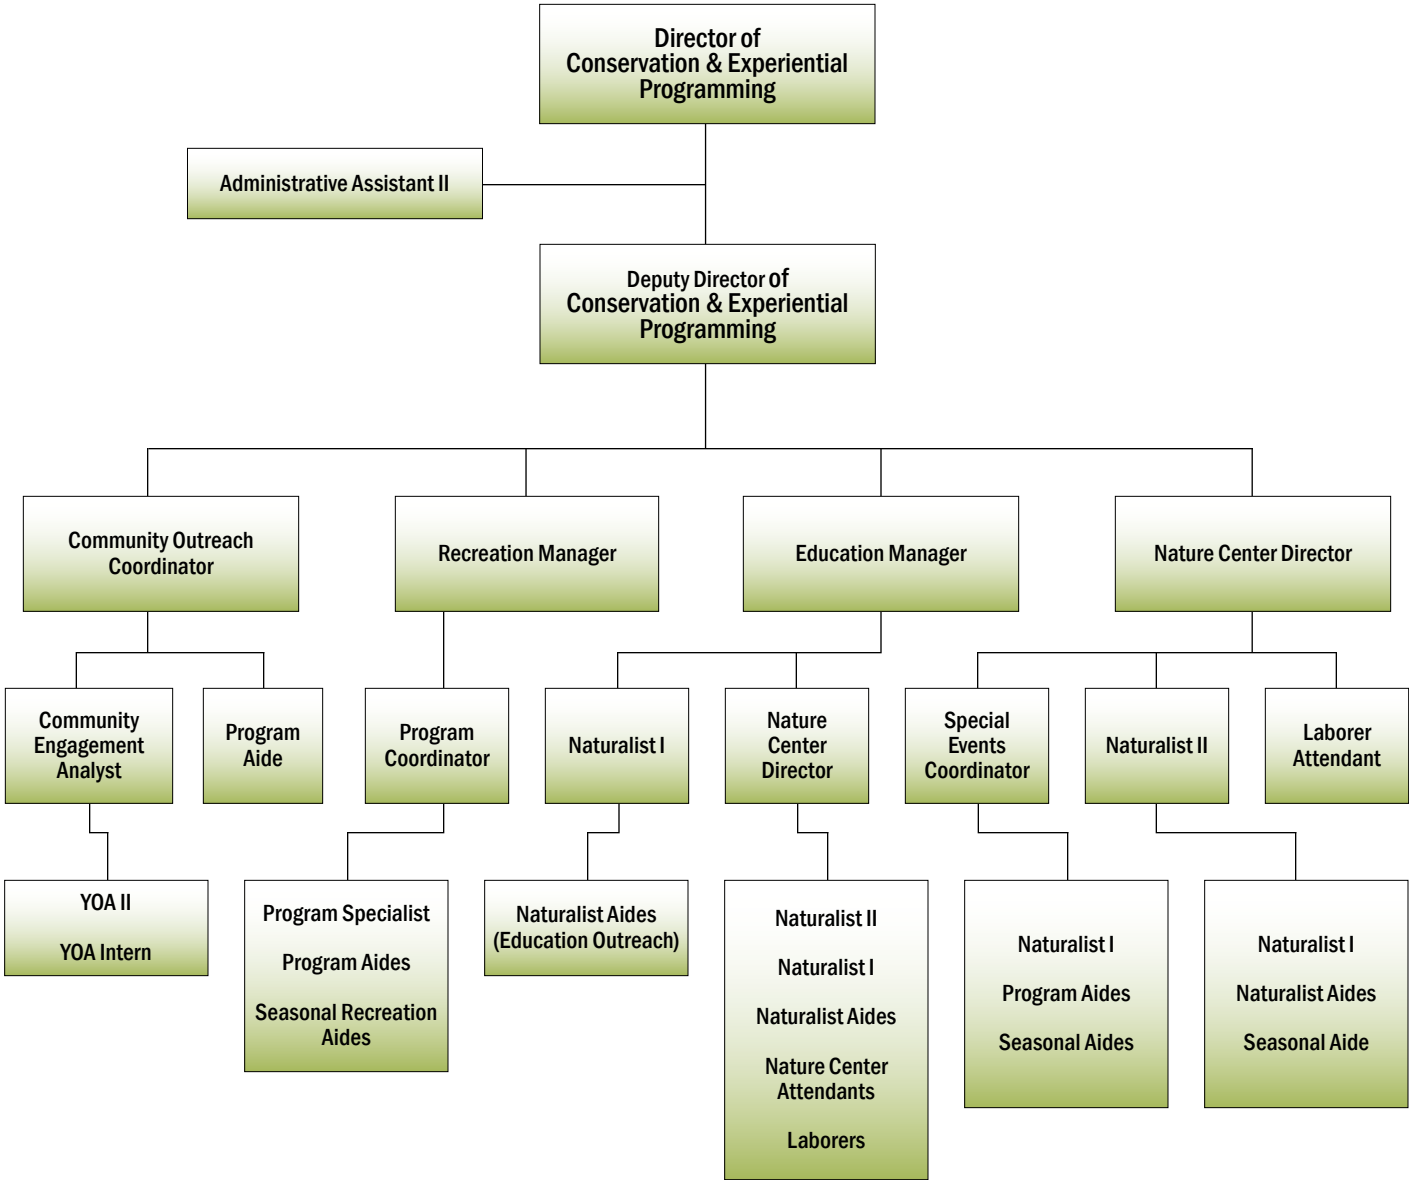 Director of
Conservation & Experiential
Programming
Administrative Assistant II
Deputy Director of
Conservation & Experiential
Programming
Community Outreach
Coordinator
Recreation Manager
Education Manager
Nature Center Director
Community
Engagement
Analyst
Program
Aide
Program
Coordinator
Naturalist I
Nature
Center
Director
Special
Events
Coordinator
Naturalist II
Laborer
Attendant
YOA II
YOA Intern
Program Specialist
Program Aides
Seasonal Recreation
Aides
Naturalist Aides
(Education Outreach)
Naturalist II
Naturalist I
Naturalist Aides
Nature Center
Attendants
Laborers
Naturalist I
Program Aides
Seasonal Aides
Naturalist I
Naturalist Aides
Seasonal Aide